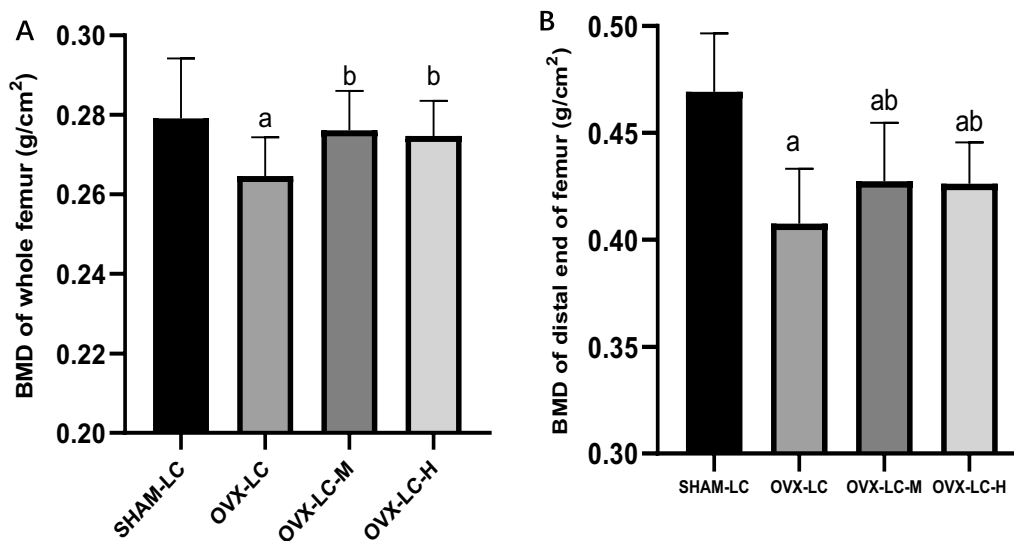 A
BMD of whole femur (g/cm²)
0.30
0.28
0.26
0.24
0.22
0.20
a
b
b
SHAM-LC
OVX-LC
OVX-LC-M
OVX-LC-H
B
BMD of distal end of femur (g/cm²)
0.50
0.45
0.40
0.35
0.30
a
ab
ab
SHAM-LC
OVX-LC
OVX-LC-M
OVX-LC-H